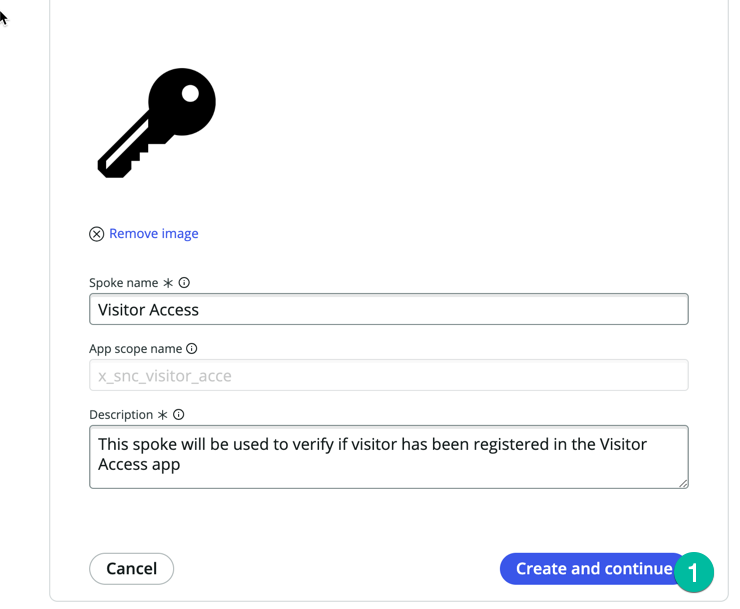 Remove image
Spoke name *
Visitor Access
App scope name
x_snc_visitor_acce
Description *
This spoke will be used to verify if visitor has been registered in the Visitor
Access app
Cancel
Create and continue
1